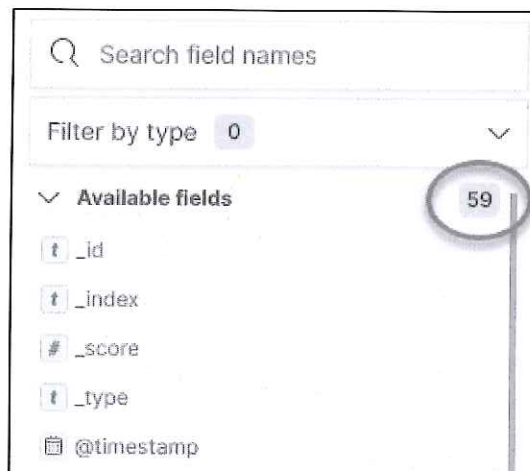 Search field names
Filter by type 0
Available fields 59
t _id
t _index
# _score
t _type
@timestamp